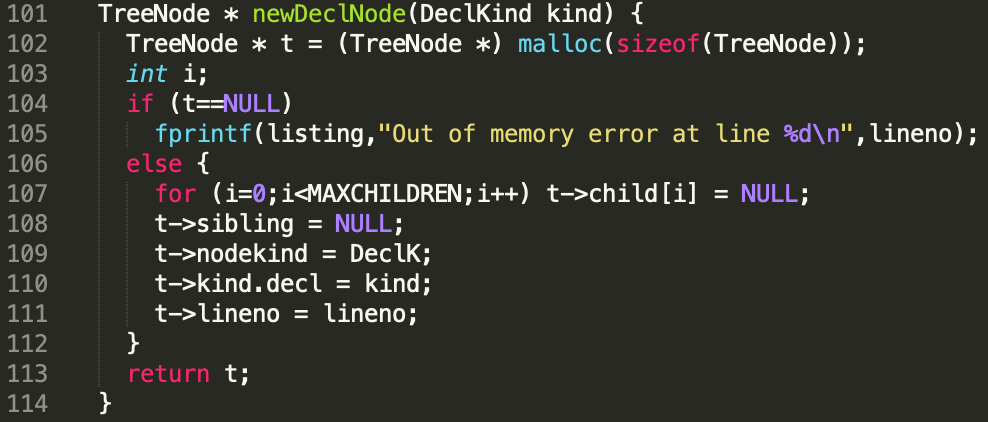 101 TreeNode * newDeclNode(DeclKind kind) {
102   TreeNode * t = (TreeNode *) malloc(sizeof(TreeNode));
103   int i;
104   if (t==NULL)
105     fprintf(listing,"Out of memory error at line %d\n",lineno);
106   else {
107     for (i=0;i<MAXCHILDREN;i++) t->child[i] = NULL;
108     t->sibling = NULL;
109     t->nodekind = DeclK;
110     t->kind.decl = kind;
111     t->lineno = lineno;
112   }
113   return t;
114 }